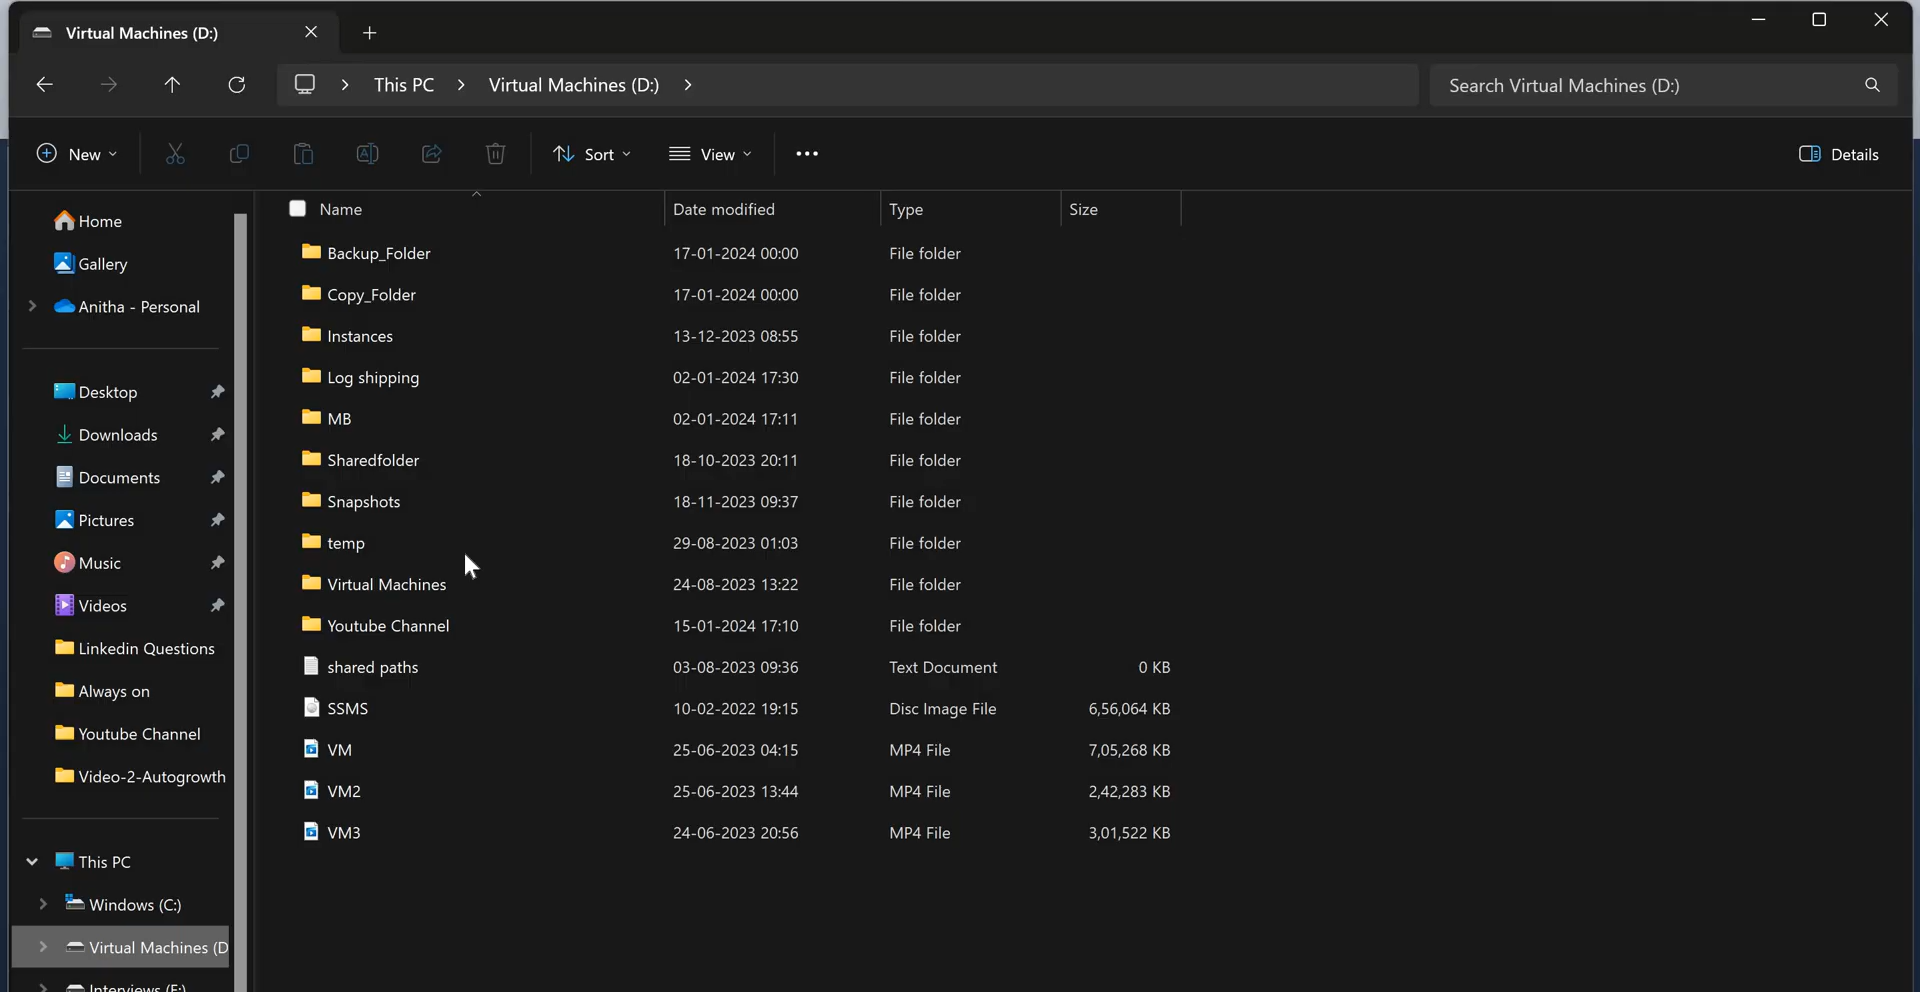 Virtual Machines (D:)
This PC > Virtual Machines (D:) >
Search Virtual Machines (D:)
New
Sort
View
Details
Home
Gallery
Anitha - Personal
Desktop
Downloads
Documents
Pictures
Music
Videos
Linkedin Questions
Always on
Youtube Channel
Video-2-Autogrowth
This PC
Windows (C:)
Virtual Machines (D
Interviews (E:)
Name Date modified Type Size
Backup_Folder 17-01-2024 00:00 File folder
Copy_Folder 17-01-2024 00:00 File folder
Instances 13-12-2023 08:55 File folder
Log shipping 02-01-2024 17:30 File folder
MB 02-01-2024 17:11 File folder
Sharedfolder 18-10-2023 20:11 File folder
Snapshots 18-11-2023 09:37 File folder
temp 29-08-2023 01:03 File folder
Virtual Machines 24-08-2023 13:22 File folder
Youtube Channel 15-01-2024 17:10 File folder
shared paths 03-08-2023 09:36 Text Document 0 KB
SSMS 10-02-2022 19:15 Disc Image File 6,56,064 KB
VM 25-06-2023 04:15 MP4 File 7,05,268 KB
VM2 25-06-2023 13:44 MP4 File 2,42,283 KB
VM3 24-06-2023 20:56 MP4 File 3,01,522 KB